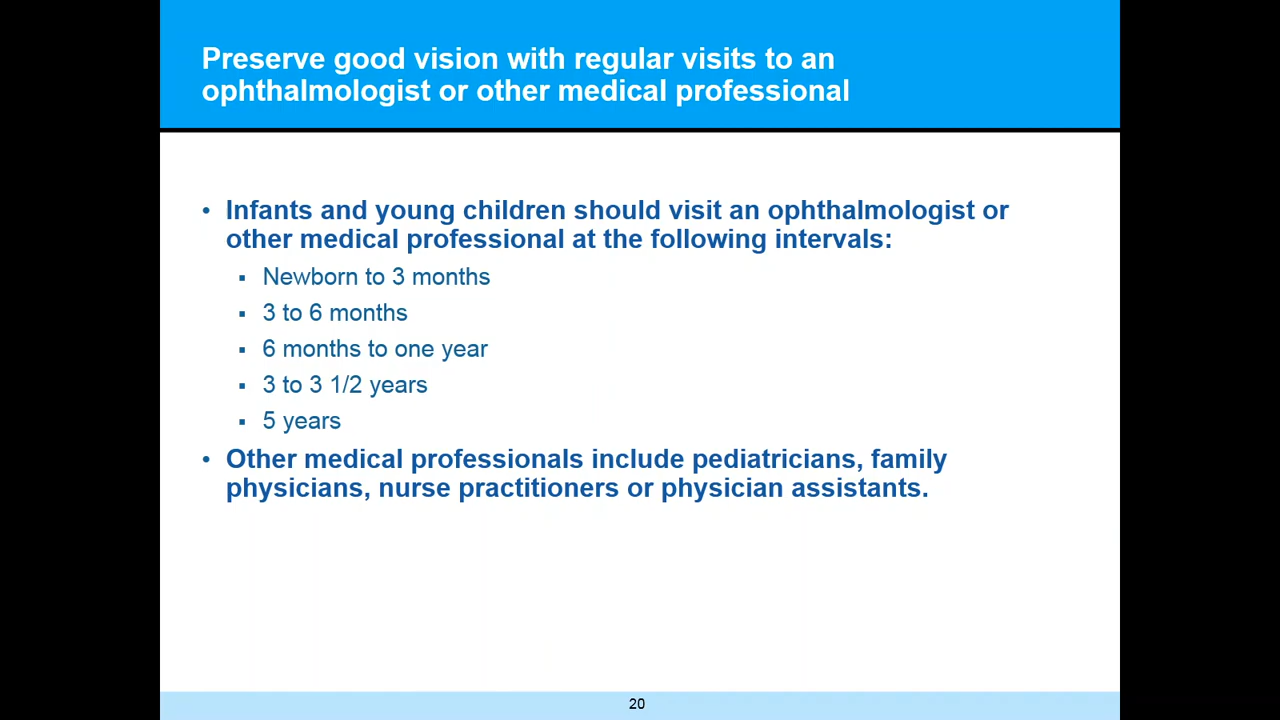 Preserve good vision with regular visits to an
ophthalmologist or other medical professional
• Infants and young children should visit an ophthalmologist or
other medical professional at the following intervals:
▪ Newborn to 3 months
▪ 3 to 6 months
▪ 6 months to one year
▪ 3 to 3 1/2 years
▪ 5 years
• Other medical professionals include pediatricians, family
physicians, nurse practitioners or physician assistants.
20